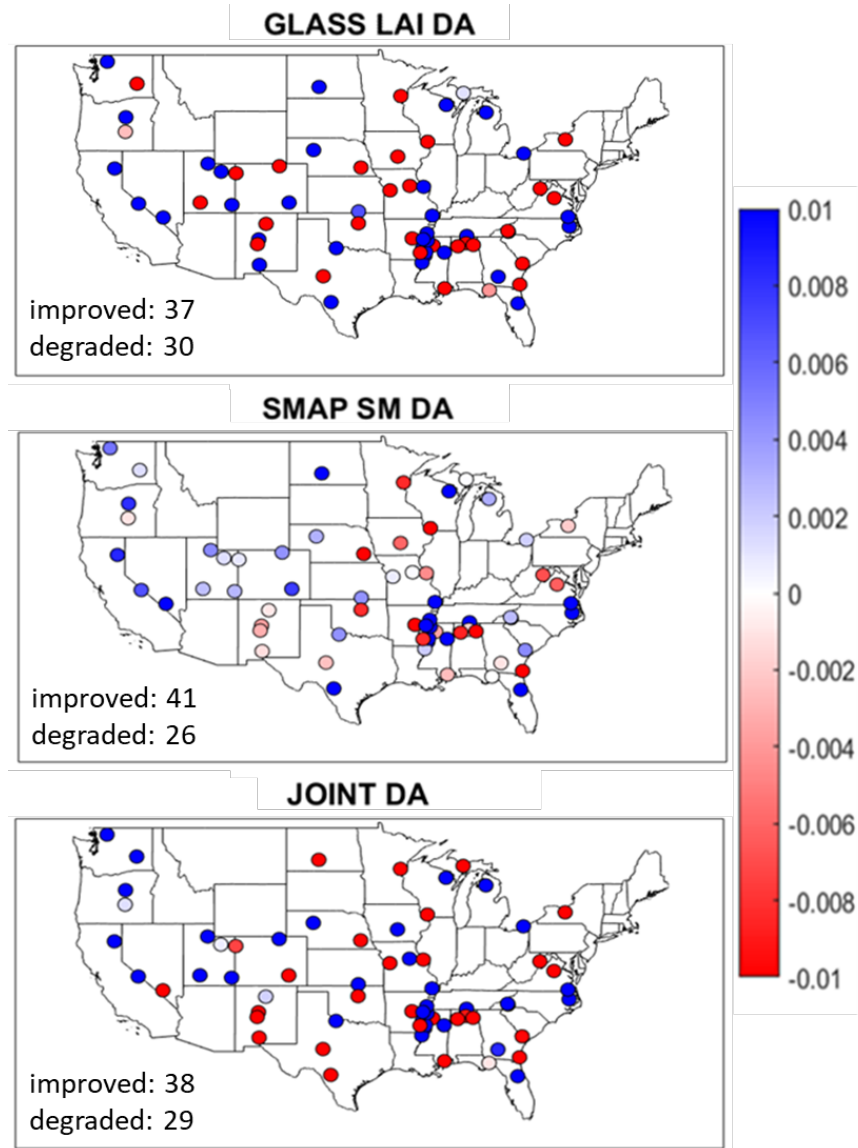 GLASS LAI DA
improved: 37
degraded: 30
SMAP SM DA
improved: 41
degraded: 26
JOINT DA
improved: 38
degraded: 29
0.01
0.008
0.006
0.004
0.002
0
-0.002
-0.004
-0.006
-0.008
-0.01